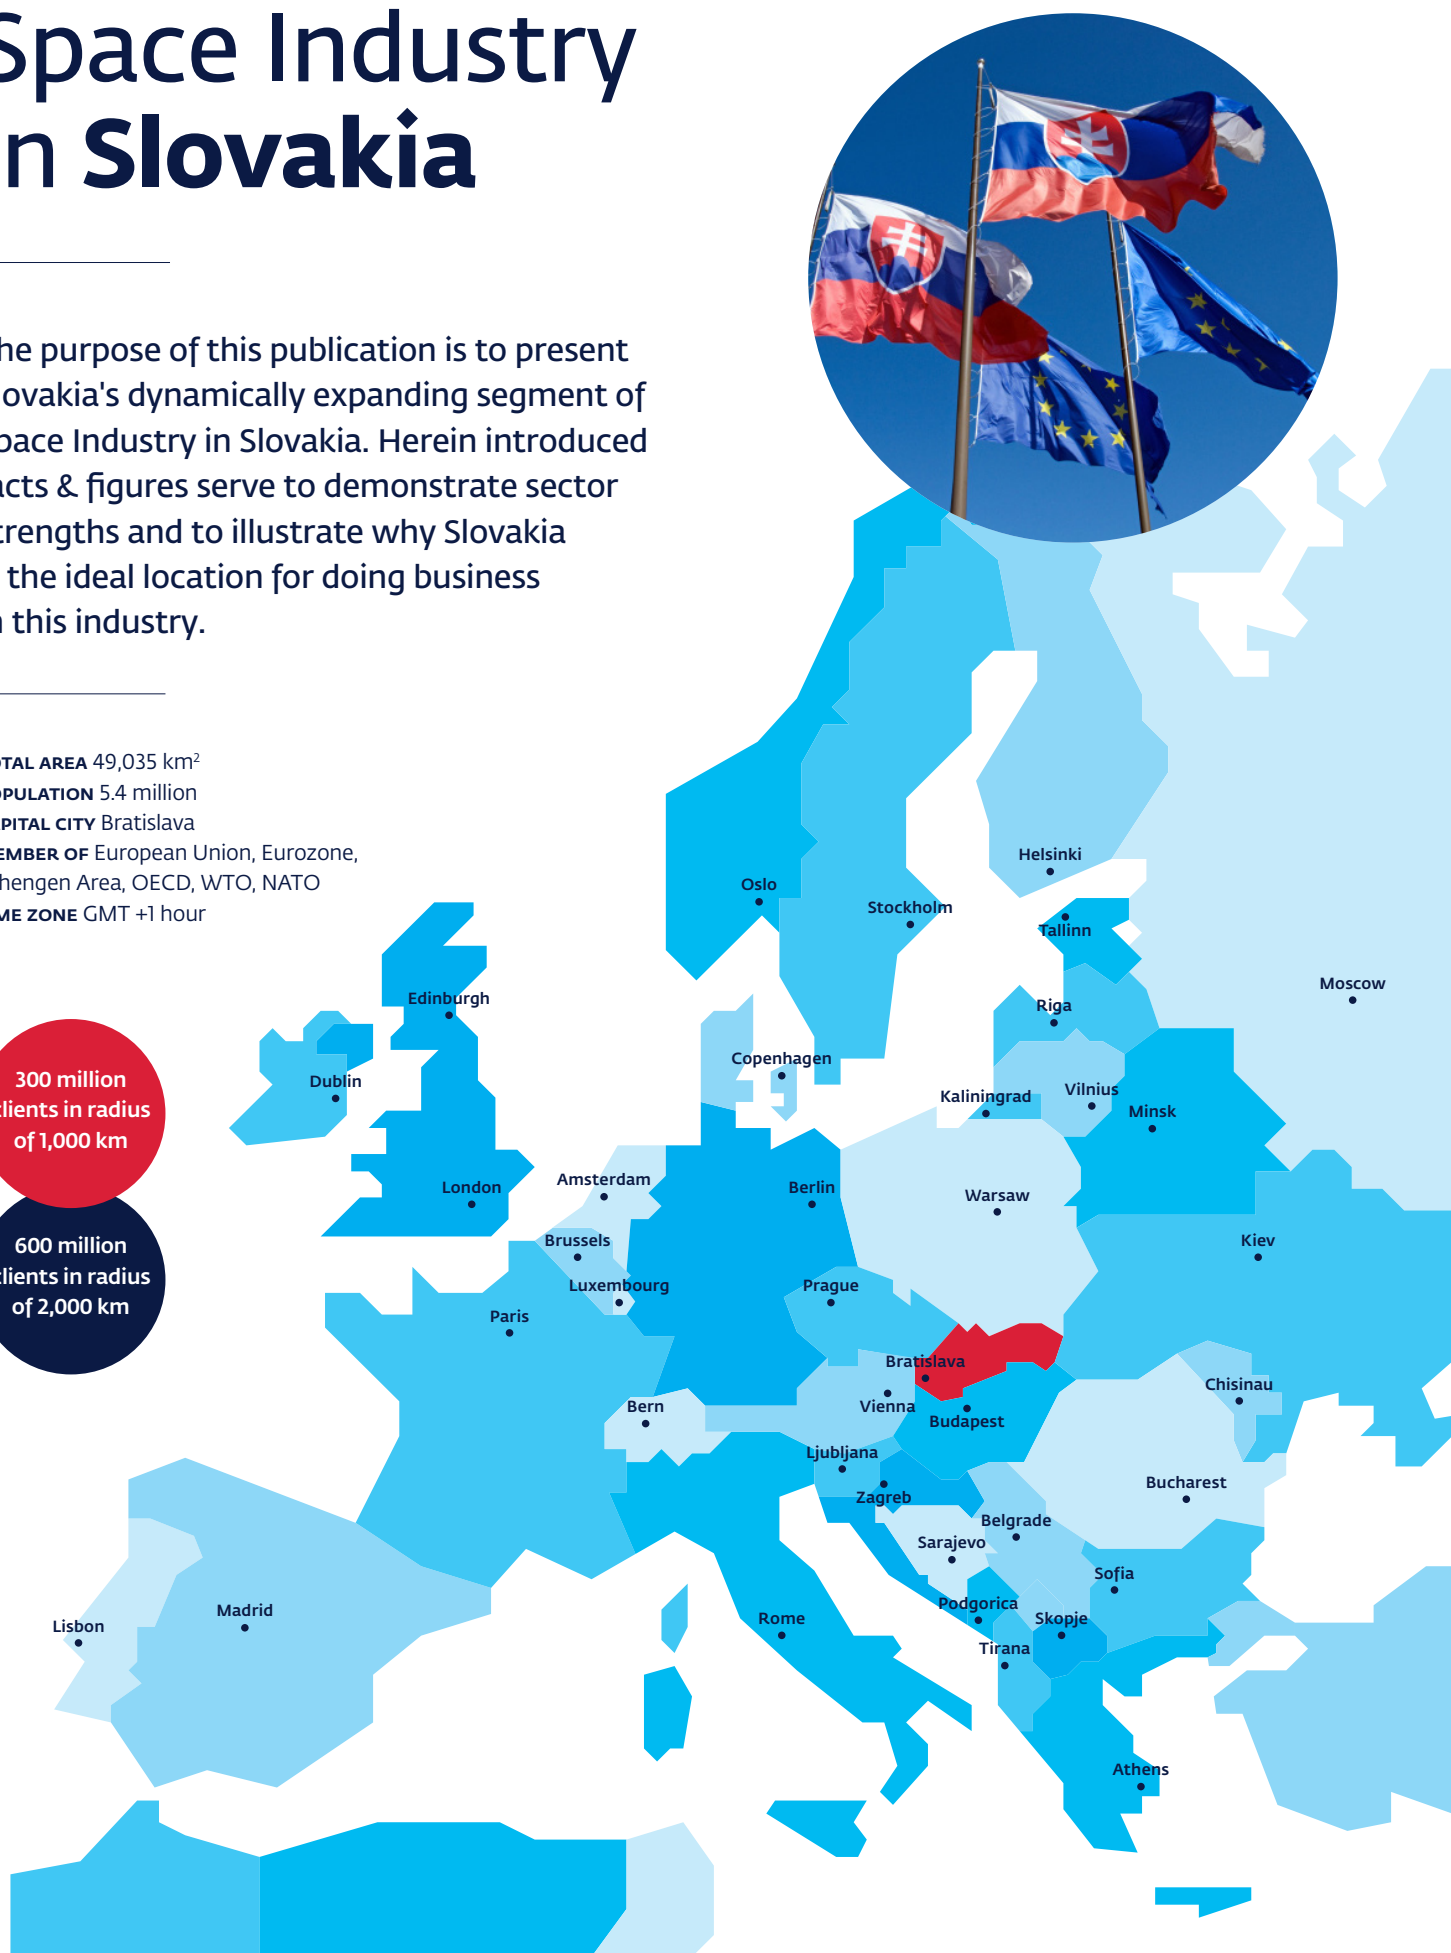 Space Industry
n Slovakia
he purpose of this publication is to present
lovakia's dynamically expanding segment of
pace Industry in Slovakia. Herein introduced
acts & figures serve to demonstrate sector
trengths and to illustrate why Slovakia
the ideal location for doing business
n this industry.
OTAL AREA 49,035 km²
OPULATION 5.4 million
PITAL CITY Bratislava
EMBER OF European Union, Eurozone,
hengen Area, OECD, WTO, NATO
ME ZONE GMT +1 hour
300 million
clients in radius
of 1,000 km
600 million
clients in radius
of 2,000 km
Helsinki
Oslo
Stockholm
Tallinn
Moscow
Edinburgh
Riga
Copenhagen
Dublin
Kaliningrad
Vilnius
Minsk
Amsterdam
London
Berlin
Warsaw
Brussels
Kiev
Luxembourg
Prague
Paris
Bratislava
Chisinau
Bern
Vienna
Budapest
Ljubljana
Bucharest
Zagreb
Belgrade
Sarajevo
Sofia
Madrid
Podgorica
Lisbon
Rome
Skopje
Tirana
Athens